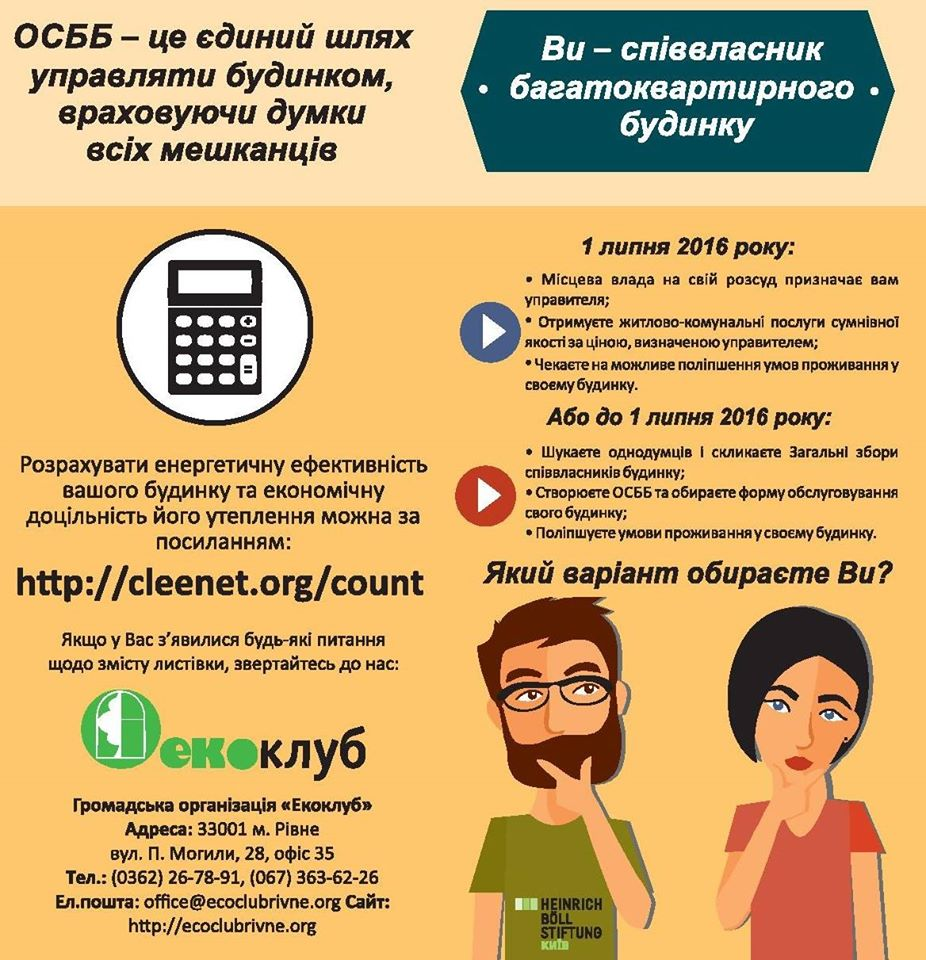 ОСББ – це єдиний шлях
управляти будинком,
враховуючи думки
всіх мешканців
Ви – співвласник
• багатоквартирного •
будинку
Розрахувати енергетичну ефективність
вашого будинку та економічну
доцільність його утеплення можна за
посиланням:
http://cleenet.org/count
Якщо у Вас з’явилися будь-які питання
щодо змісту листівки, звертайтесь до нас:
екоклуб
Громадська організація «Екоклуб»
Адреса: 33001 м. Рівне
вул. П. Могили, 28, офіс 35
Тел.: (0362) 26-78-91, (067) 363-62-26
Ел.пошта: office@ecoclubrivne.org Сайт:
http://ecoclubrivne.org
1 липня 2016 року:
• Місцева влада на свій розсуд призначає вам
управителя;
• Отримуєте житлово-комунальні послуги сумнівної
якості за ціною, визначеною управителем;
• Чекаєте на можливе поліпшення умов проживання у
своєму будинку.
Або до 1 липня 2016 року:
• Шукаєте однодумців і скликаєте Загальні збори
співвласників будинку;
• Створюєте ОСББ та обираєте форму обслуговування
свого будинку;
• Поліпшуєте умови проживання у своєму будинку.
Який варіант обираєте Ви?
HEINRICH
BÖLL
STIFTUNG
КИЇВ